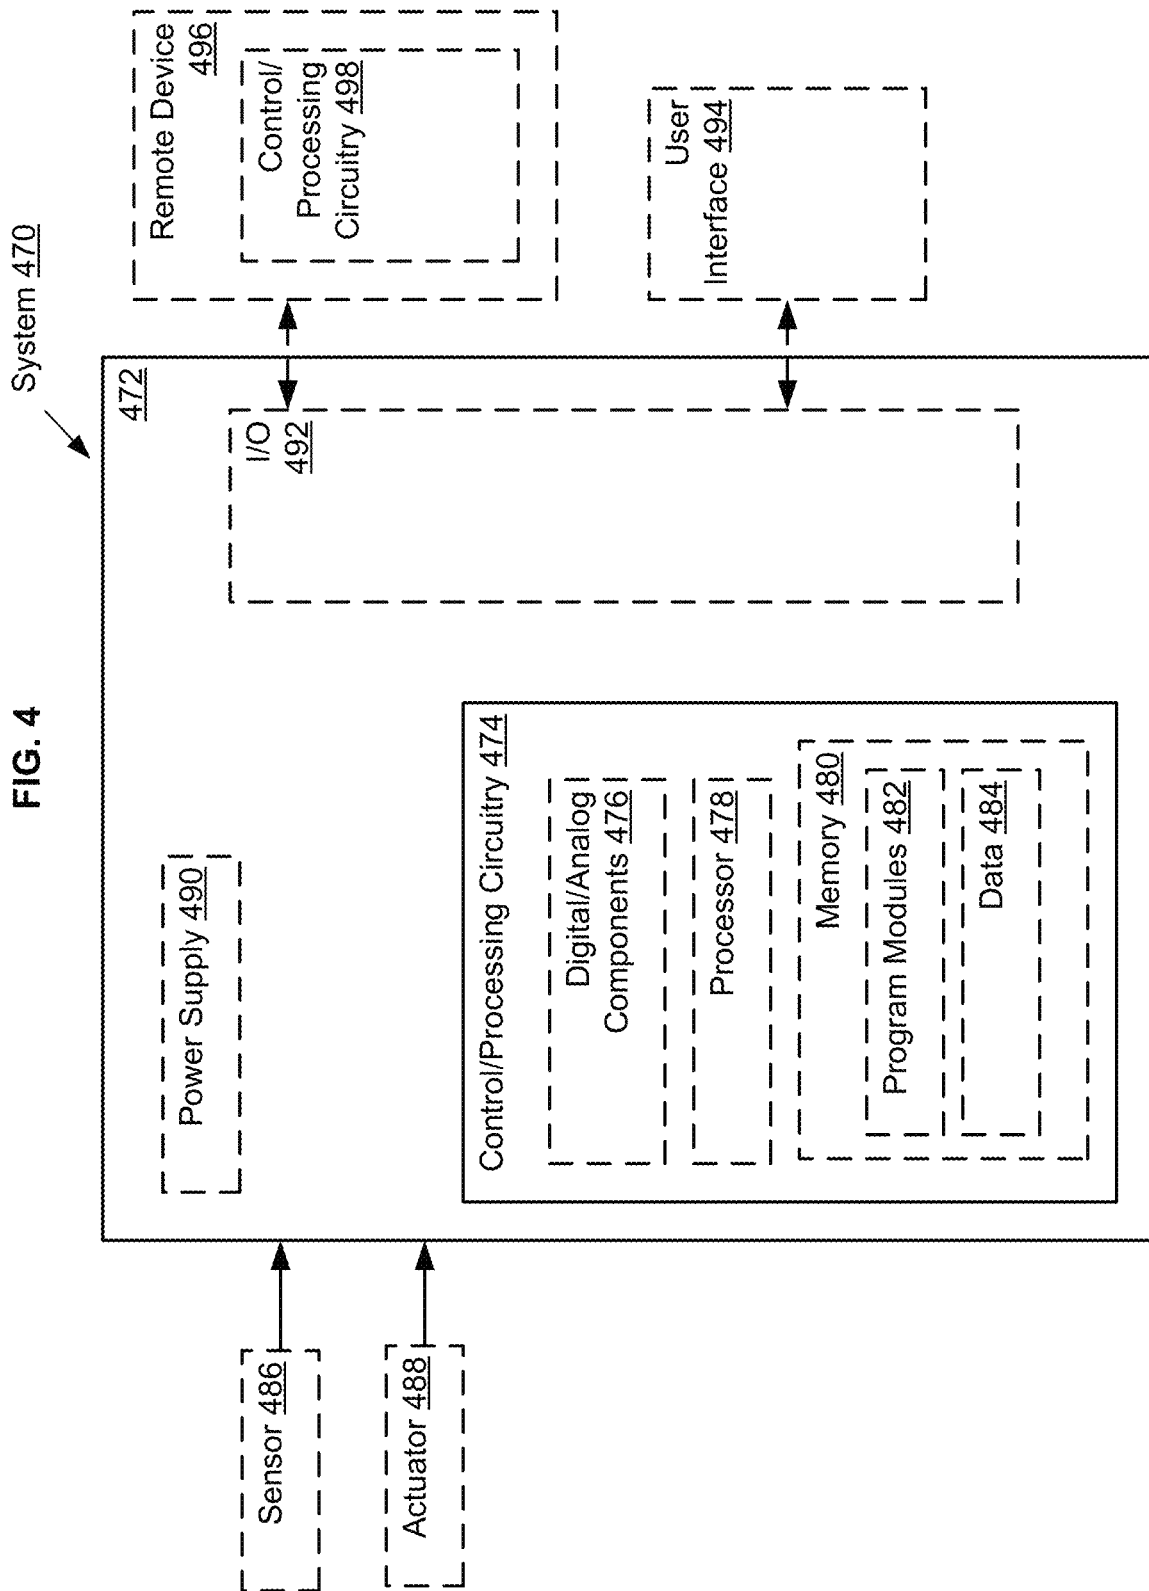 FIG. 4
System 470
472
Sensor 486
Actuator 488
Power Supply 490
Control/Processing Circuitry 474
Digital/Analog
Components 476
Processor 478
Memory 480
Program Modules 482
Data 484
I/O
492
Remote Device
496
Control/
Processing
Circuitry 498
User
Interface 494